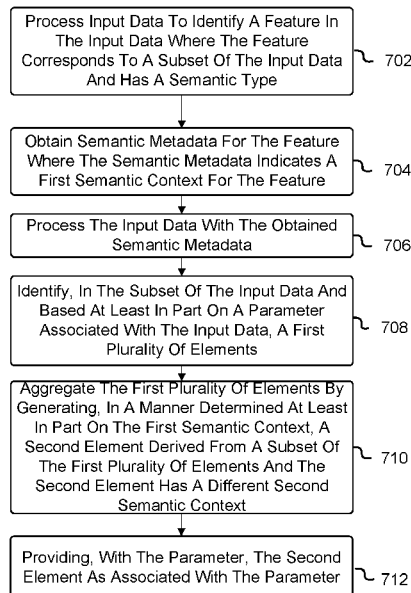 Process Input Data To Identify A Feature In
The Input Data Where The Feature
Corresponds To A Subset Of The Input Data
And Has A Semantic Type
702
Obtain Semantic Metadata For The Feature
Where The Semantic Metadata Indicates A
First Semantic Context For The Feature
704
Process The Input Data With The Obtained
Semantic Metadata
706
Identify, In The Subset Of The Input Data And
Based At Least In Part On A Parameter
Associated With The Input Data, A First
Plurality Of Elements
708
Aggregate The First Plurality Of Elements By
Generating, In A Manner Determined At Least
In Part On The First Semantic Context, A
Second Element Derived From A Subset Of
The First Plurality Of Elements And The
Second Element Has A Different Second
Semantic Context
710
Providing, With The Parameter, The Second
Element As Associated With The Parameter
712